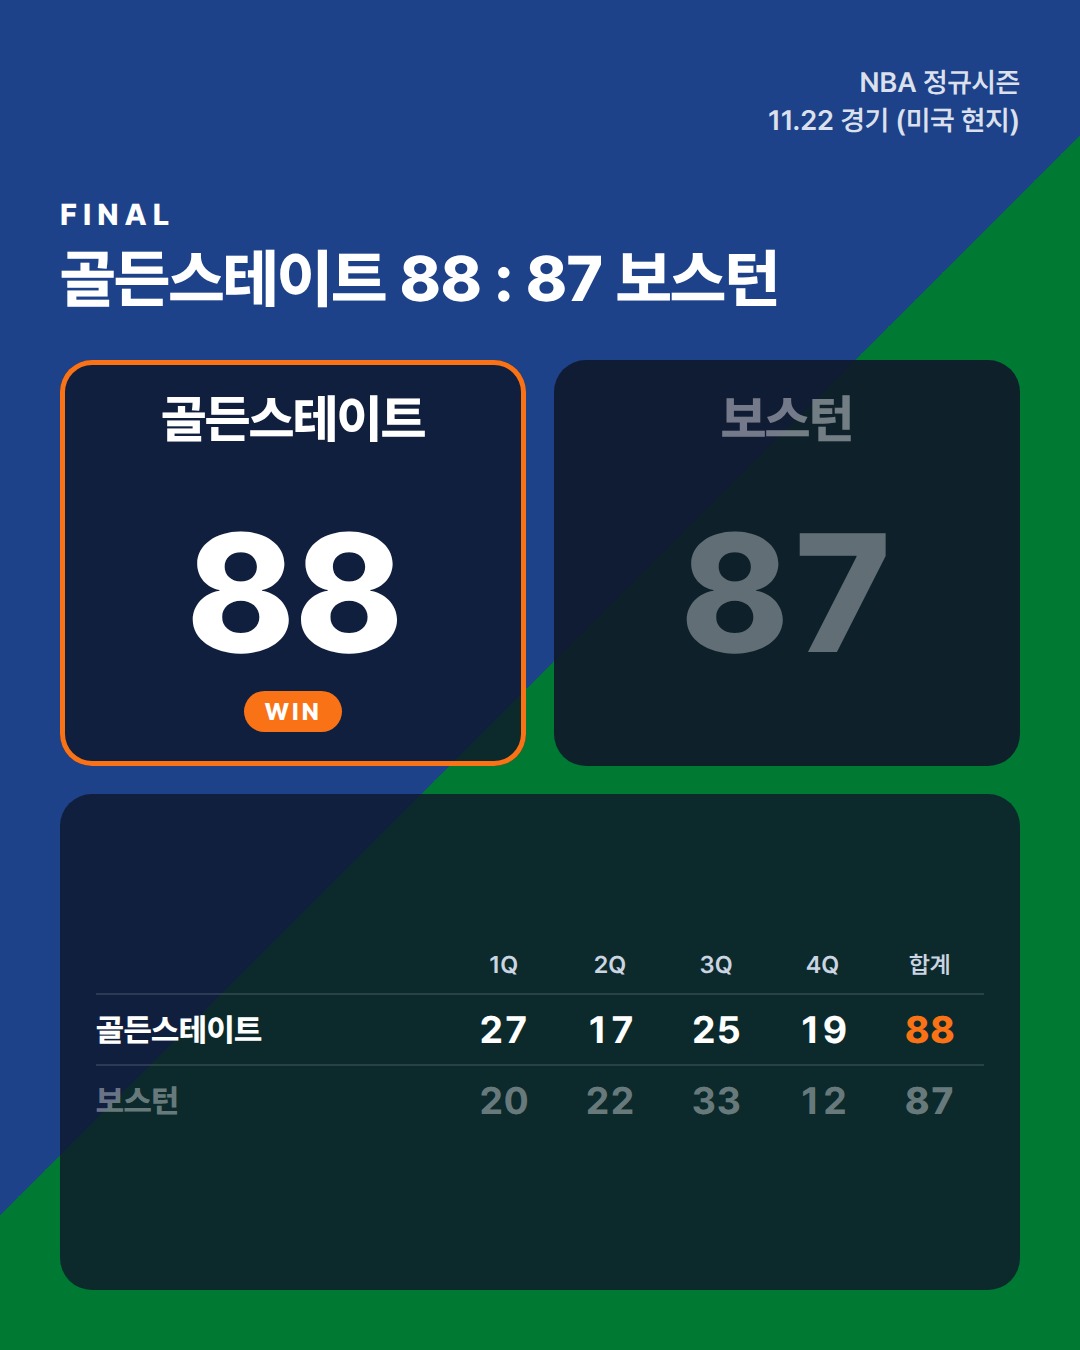 NBA 정규시즌
11.22 경기 (미국 현지)
FINAL
골든스테이트 88 : 87 보스턴
골든스테이트
88
WIN
보스턴
87
1Q 2Q 3Q 4Q 합계
골든스테이트 27 17 25 19 88
보스턴 20 22 33 12 87